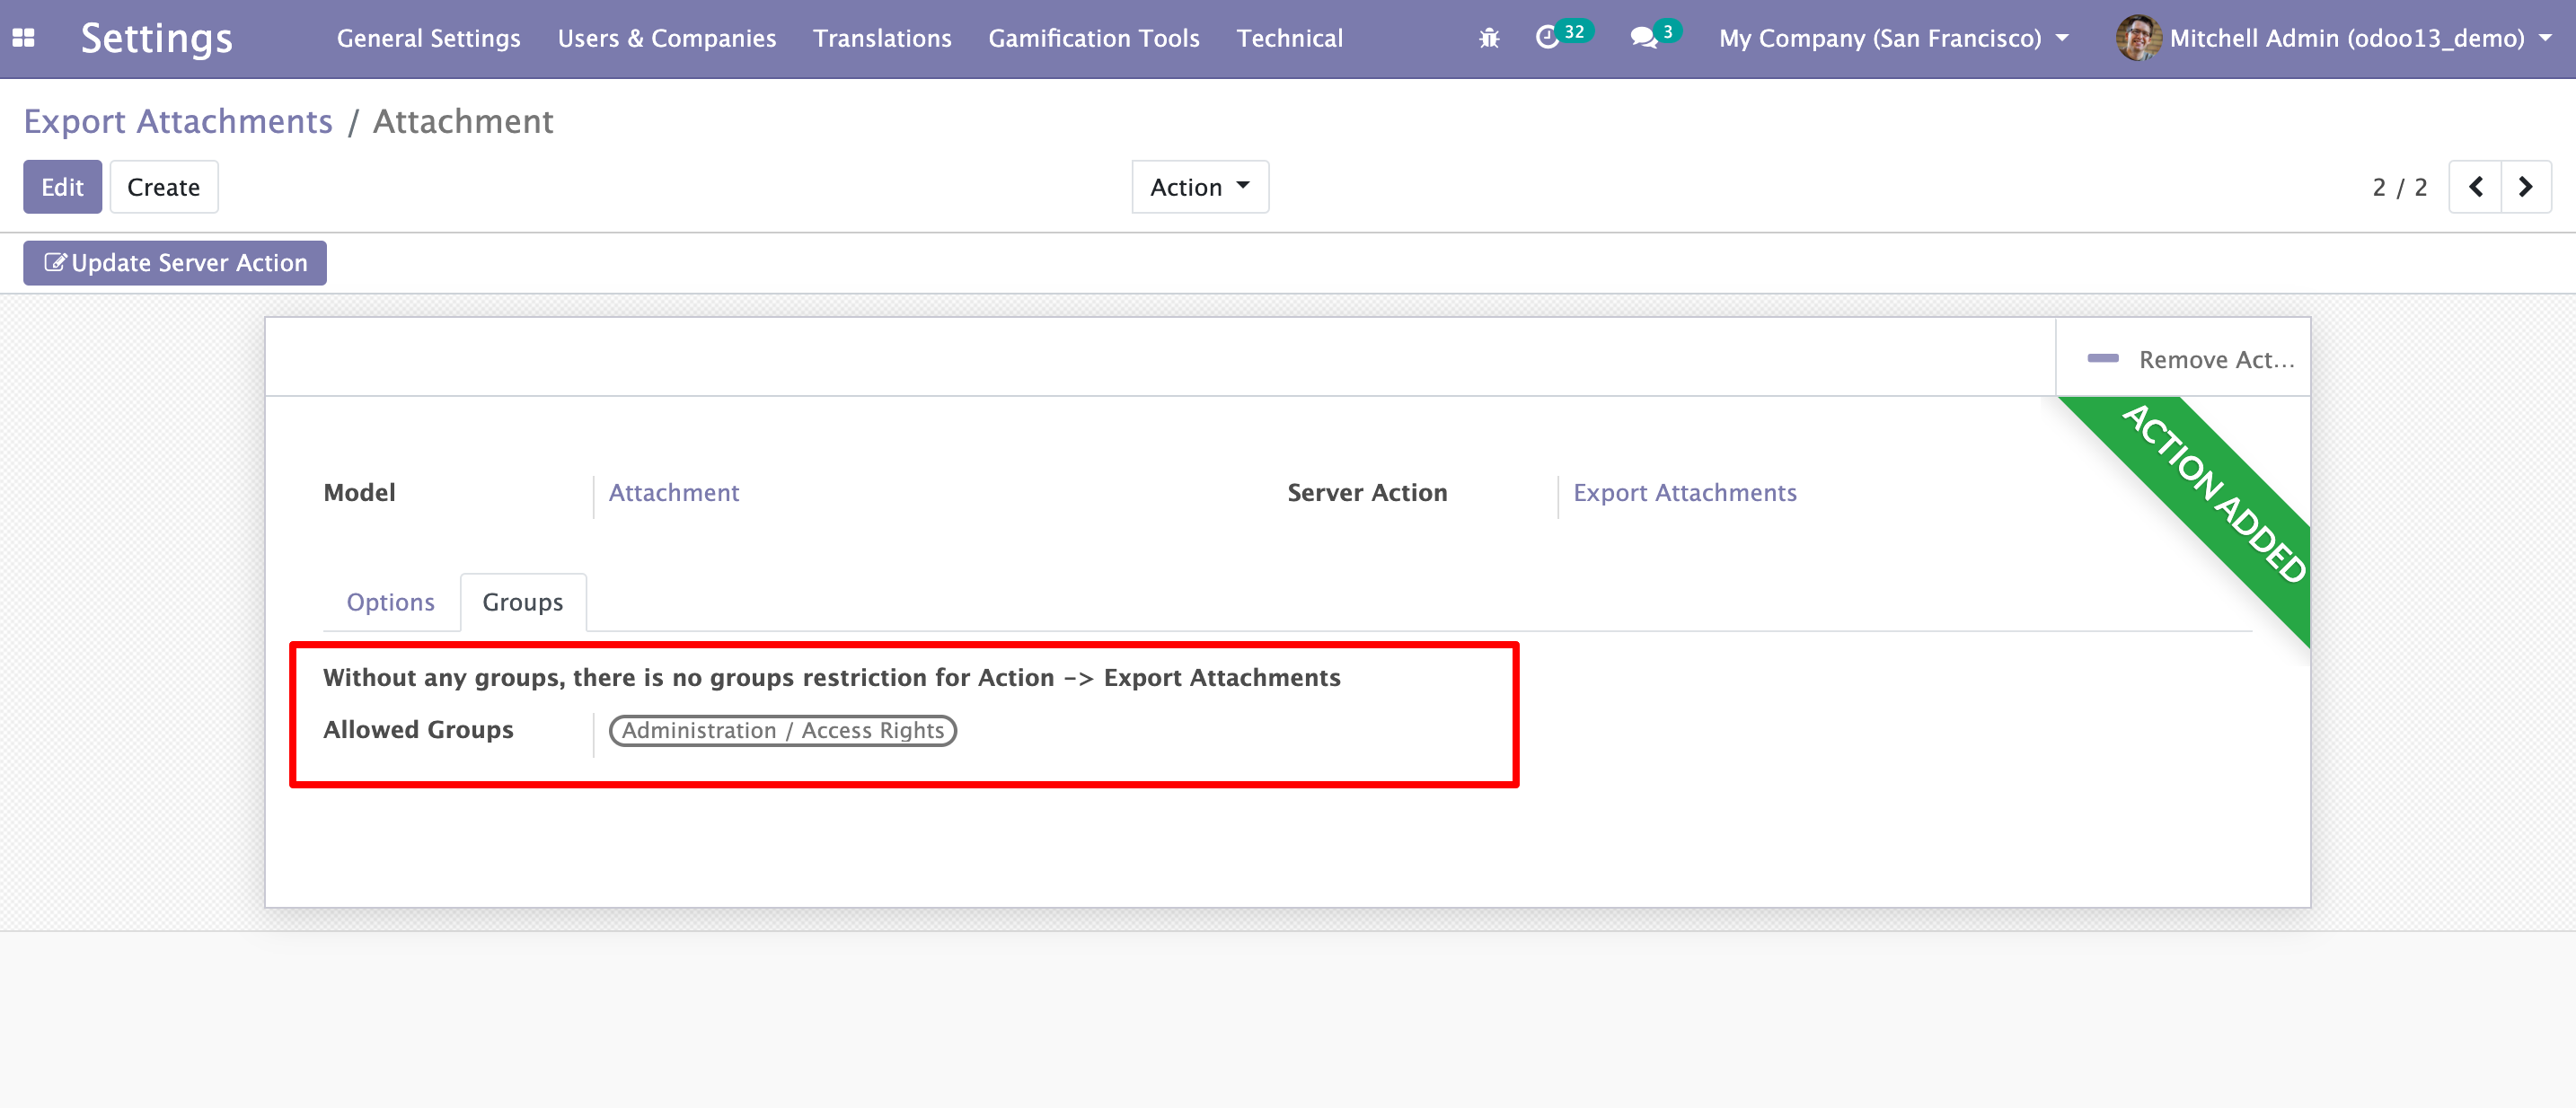 Settings General Settings Users & Companies Translations Gamification Tools Technical 32 3 My Company (San Francisco) Mitchell Admin (odoo13_demo)
Export Attachments / Attachment
Edit Create Action 2 / 2
Update Server Action
Remove Act...
ACTION ADDED
Model Attachment Server Action Export Attachments
Options Groups
Without any groups, there is no groups restriction for Action -> Export Attachments
Allowed Groups Administration / Access Rights